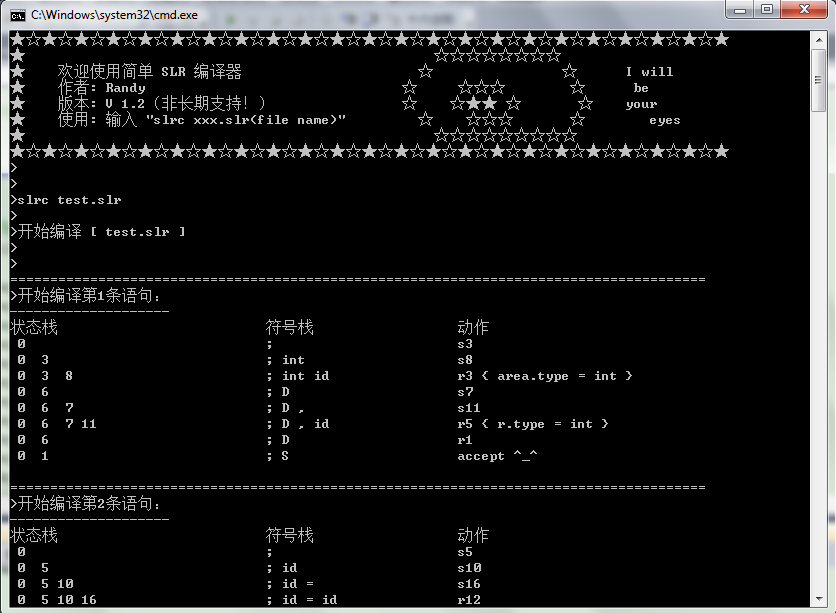 C:\Windows\system32\cmd.exe
★☆★☆★☆★☆★☆★☆★☆★☆★☆★☆★☆★☆★☆★☆★☆★☆★☆★☆★☆★☆★☆★☆★
★ ☆☆☆☆☆☆☆☆
★ 欢迎使用简单 SLR 编译器 ☆ ☆ I will
★ 作者: Randy ☆ ☆☆☆ ☆ be
★ 版本: V 1.2 (非长期支持! ) ☆ ☆★★ ☆ ☆ your
★ 使用: 输入 "slrc xxx.slr(file name)" ☆ ☆☆☆ ☆ eyes
★ ☆☆☆☆☆☆☆☆☆
★☆★☆★☆★☆★☆★☆★☆★☆★☆★☆★☆★☆★☆★☆★☆★☆★☆★☆★☆★☆★☆★☆★
>
>
>slrc test.slr
>
>开始编译 [ test.slr ]
>
>
=======================================================================================
>开始编译第1条语句:
--------------------
状态栈 符号栈 动作
0 ; s3
0 3 ; int s8
0 3 8 ; int id r3 { area.type = int }
0 6 ; D s7
0 6 7 ; D , s11
0 6 7 11 ; D , id r5 { r.type = int }
0 6 ; D r1
0 1 ; S accept ^_^
=======================================================================================
>开始编译第2条语句:
--------------------
状态栈 符号栈 动作
0 ; s5
0 5 ; id s10
0 5 10 ; id = s16
0 5 10 16 ; id = id r12